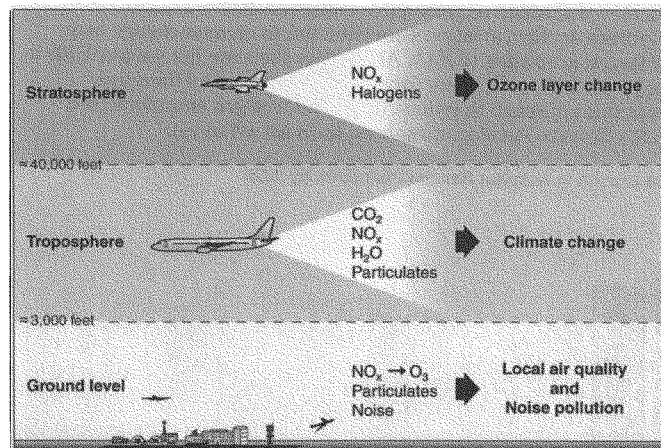 Stratosphere
NOₓ
Halogens
Ozone layer change
≈ 40,000 feet
Troposphere
CO₂
NOₓ
H₂O
Particulates
Climate change
≈ 3,000 feet
Ground level
NOₓ → O₃
Particulates
Noise
Local air quality
and
Noise pollution